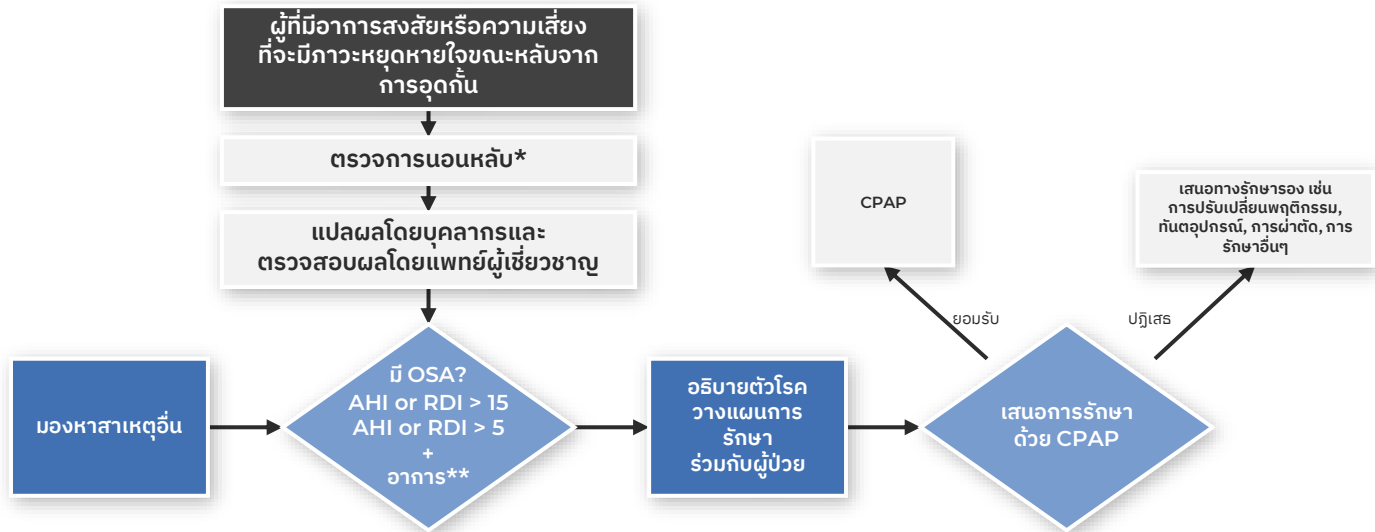 ผู้ที่มีอาการสงสัยหรือความเสี่ยง
ที่จะมีภาวะหยุดหายใจขณะหลับจาก
การอุดกั้น
ตรวจการนอนหลับ*
แปลผลโดยบุคลากรและ
ตรวจสอบผลโดยแพทย์ผู้เชี่ยวชาญ
มองหาสาเหตุอื่น
มี OSA?
AHI or RDI > 15
AHI or RDI > 5
+
อาการ**
อธิบายตัวโรค
วางแผนการ
รักษา
ร่วมกับผู้ป่วย
เสนอการรักษา
ด้วย CPAP
ยอมรับ
ปฏิเสธ
CPAP
เสนอทางรักษารอง เช่น
การปรับเปลี่ยนพฤติกรรม,
ทันตอุปกรณ์, การผ่าตัด, การ
รักษาอื่นๆ